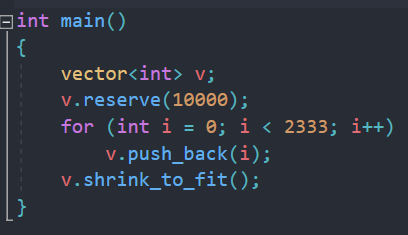 int main()
{
    vector<int> v;
    v.reserve(10000);
    for (int i = 0; i < 2333; i++)
        v.push_back(i);
    v.shrink_to_fit();
}